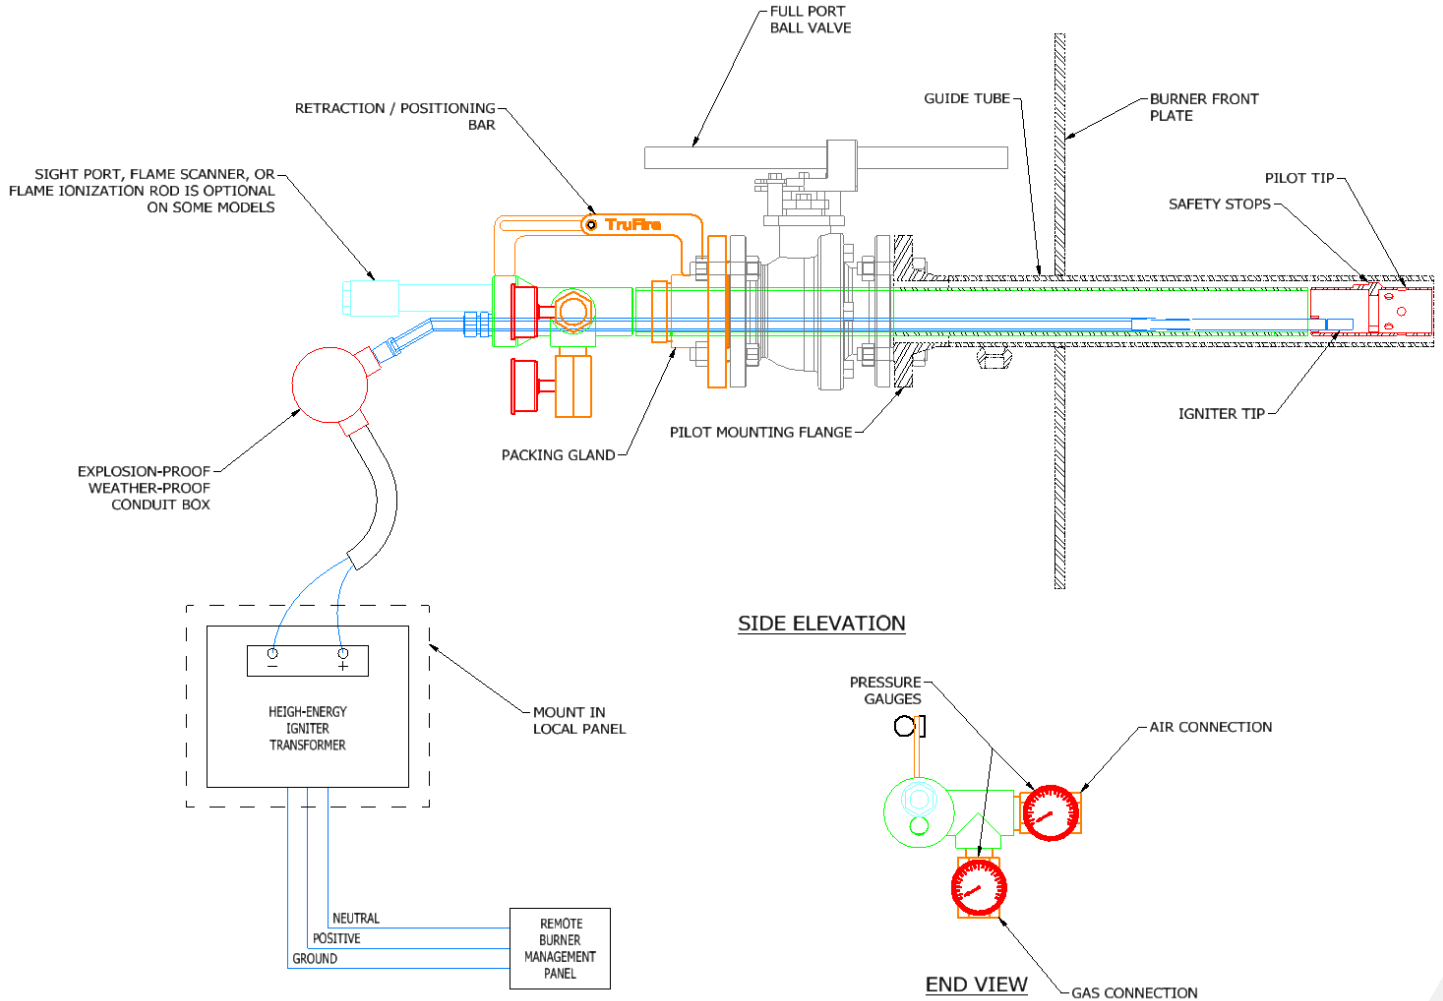 FULL PORT
BALL VALVE
RETRACTION / POSITIONING
BAR
GUIDE TUBE
BURNER FRONT
PLATE
SIGHT PORT, FLAME SCANNER, OR
FLAME IONIZATION ROD IS OPTIONAL
ON SOME MODELS
PILOT TIP
SAFETY STOPS
TruFire
IGNITER TIP
PILOT MOUNTING FLANGE
PACKING GLAND
EXPLOSION-PROOF
WEATHER-PROOF
CONDUIT BOX
SIDE ELEVATION
- +
HEIGH-ENERGY
IGNITER
TRANSFORMER
MOUNT IN
LOCAL PANEL
PRESSURE
GAUGES
AIR CONNECTION
NEUTRAL
POSITIVE
GROUND
REMOTE
BURNER
MANAGEMENT
PANEL
END VIEW
GAS CONNECTION